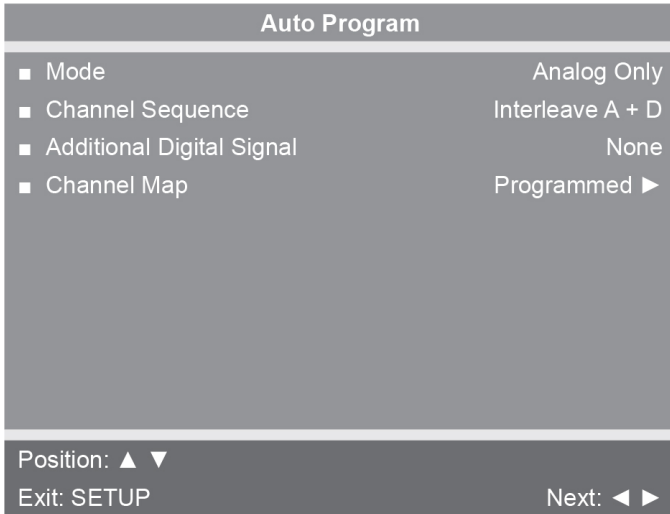 Auto Program
■ Mode Analog Only
■ Channel Sequence Interleave A + D
■ Additional Digital Signal None
■ Channel Map Programmed ►
Position: ▲ ▼
Exit: SETUP Next: ◄ ►